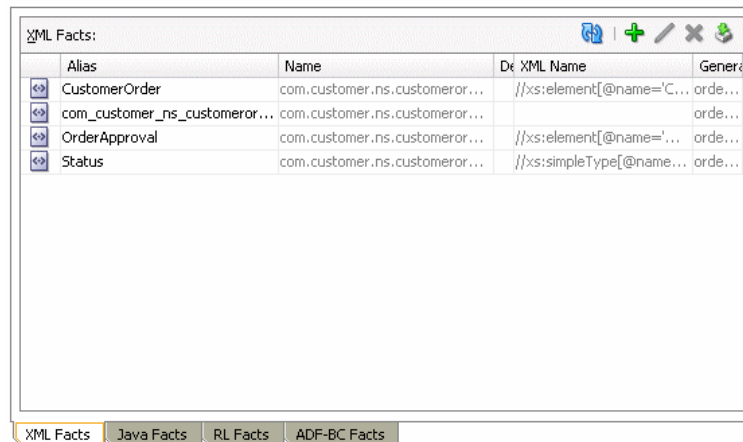 XML Facts:
Alias Name De XML Name Genera
CustomerOrder com.customer.ns.customeror... //xs:element[@name='C... orde...
com_customer_ns_customeror... com.customer.ns.customeror... orde...
OrderApproval com.customer.ns.customeror... //xs:element[@name='... orde...
Status com.customer.ns.customeror... //xs:simpleType[@name... orde...
XML Facts Java Facts RL Facts ADF-BC Facts